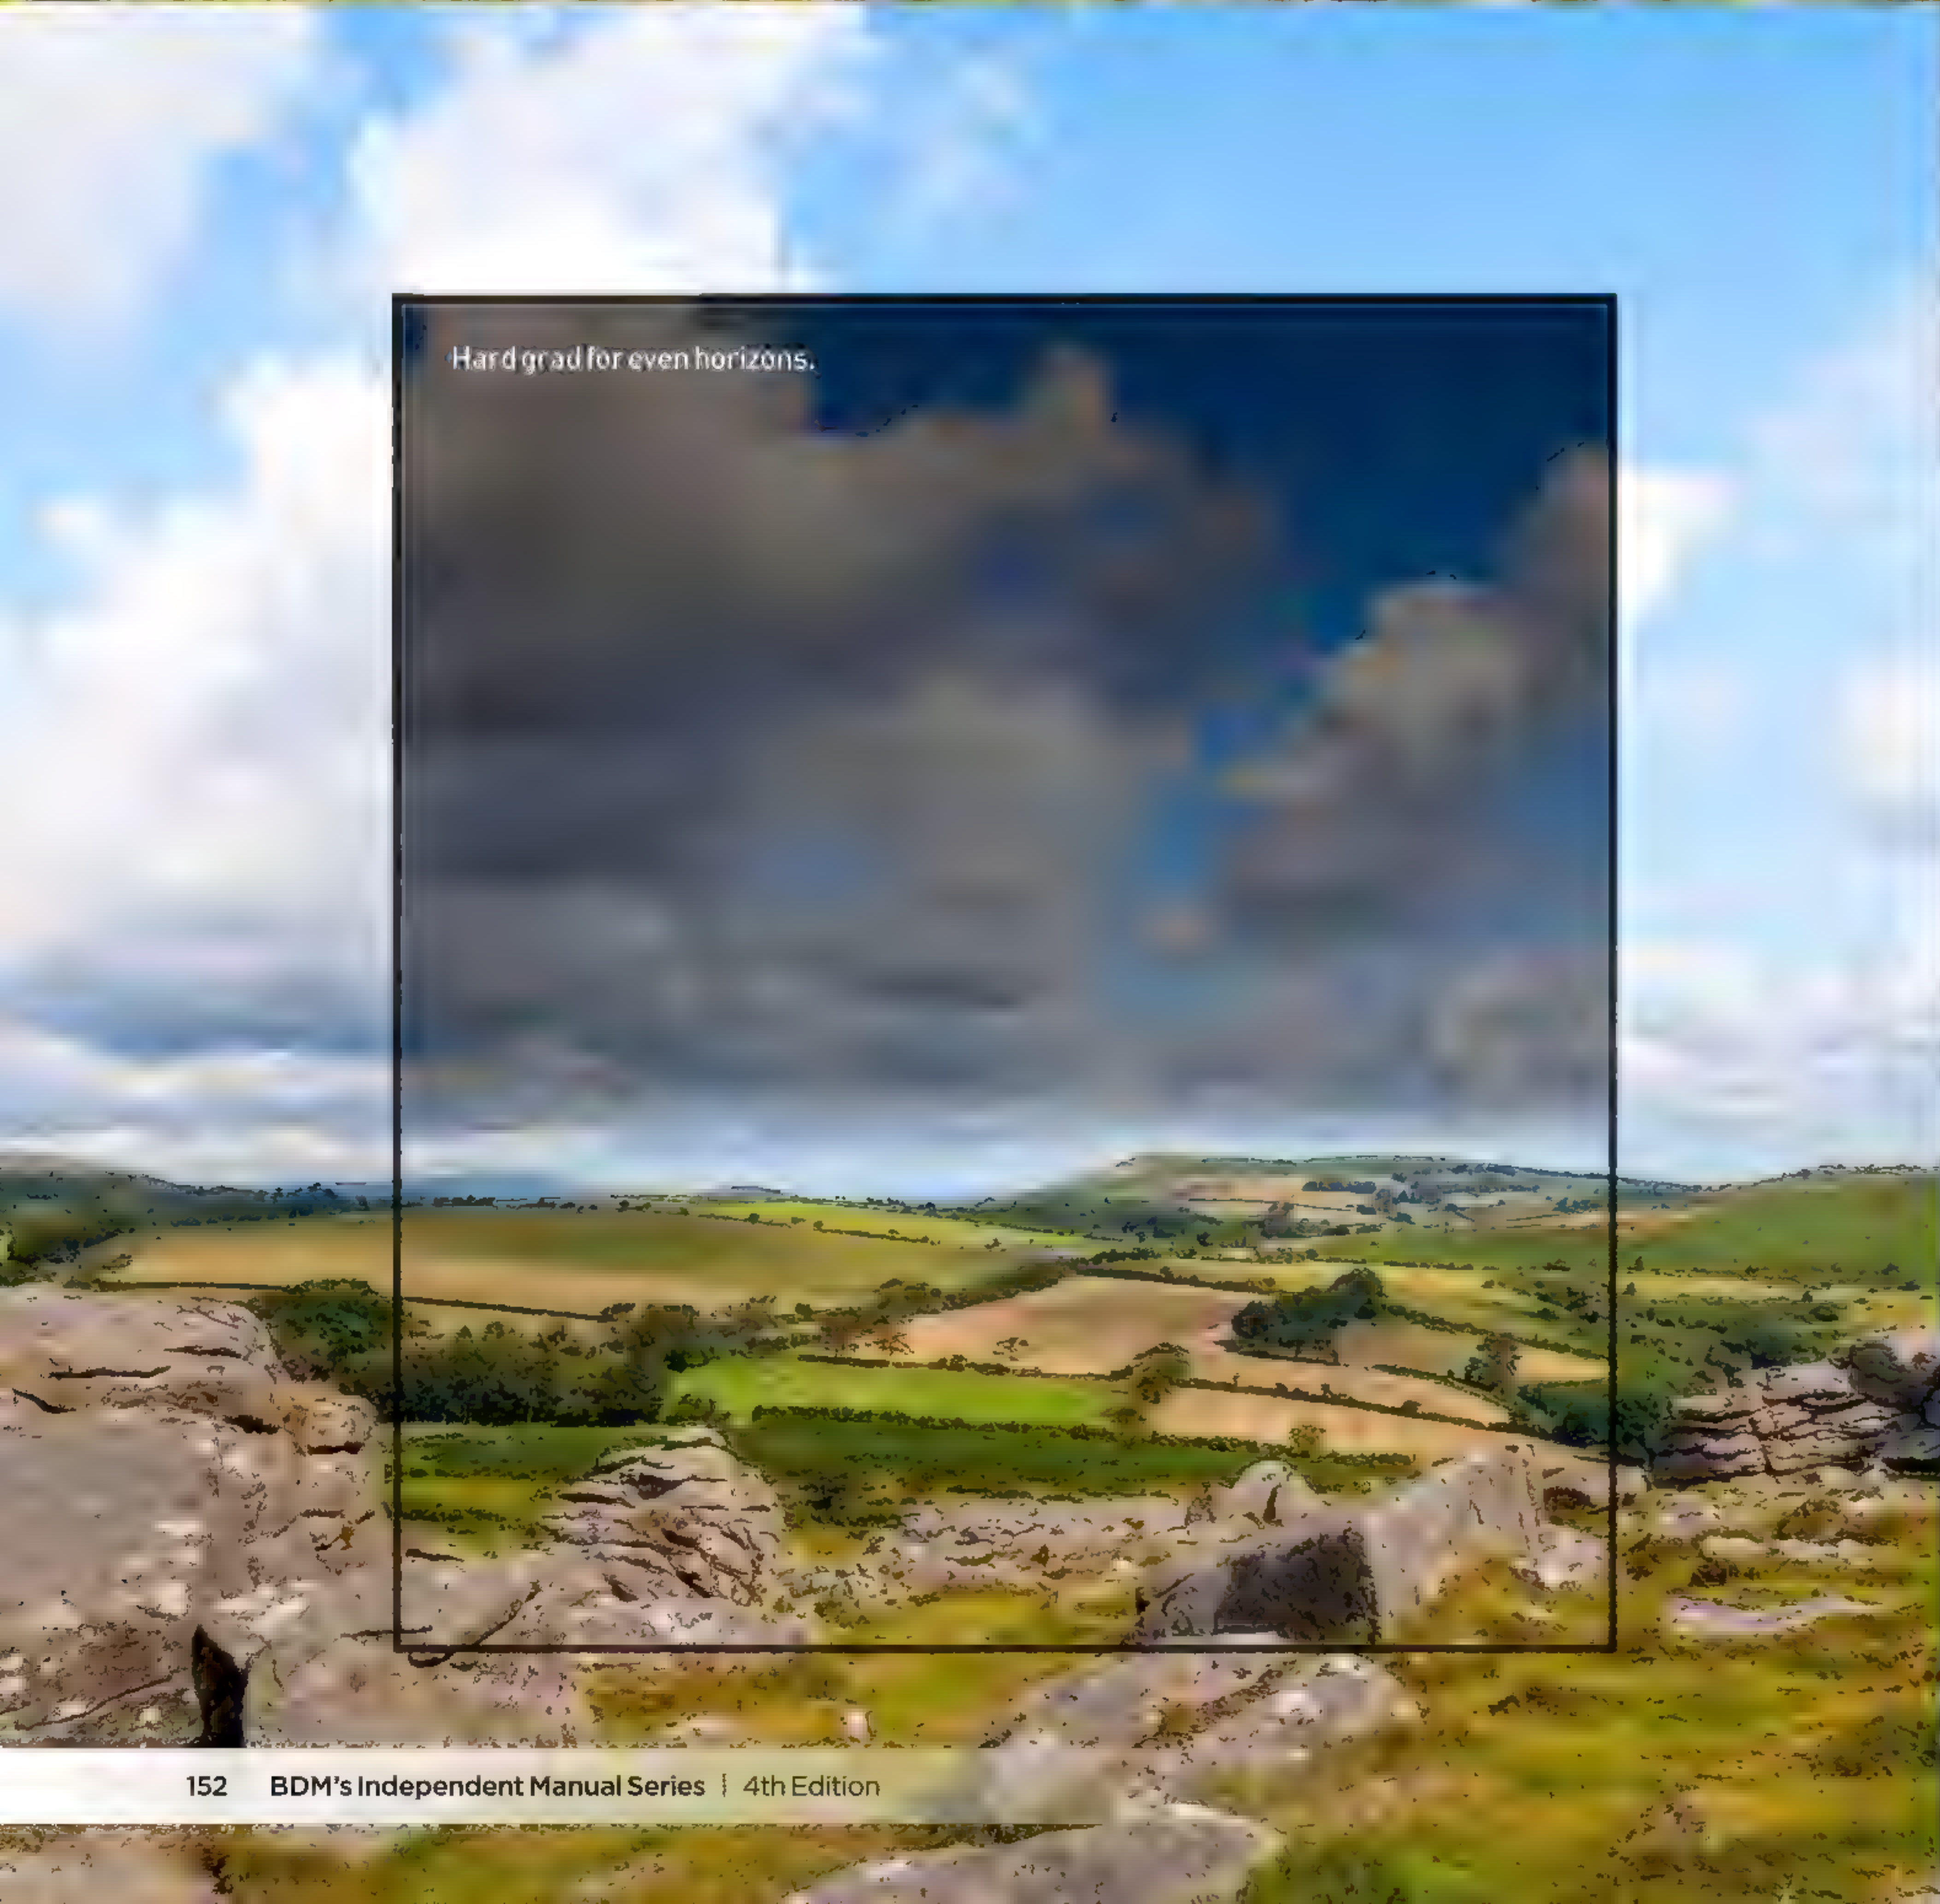 Hard grad for even horizons.
152 BDM's Independent Manual Series | 4th Edition